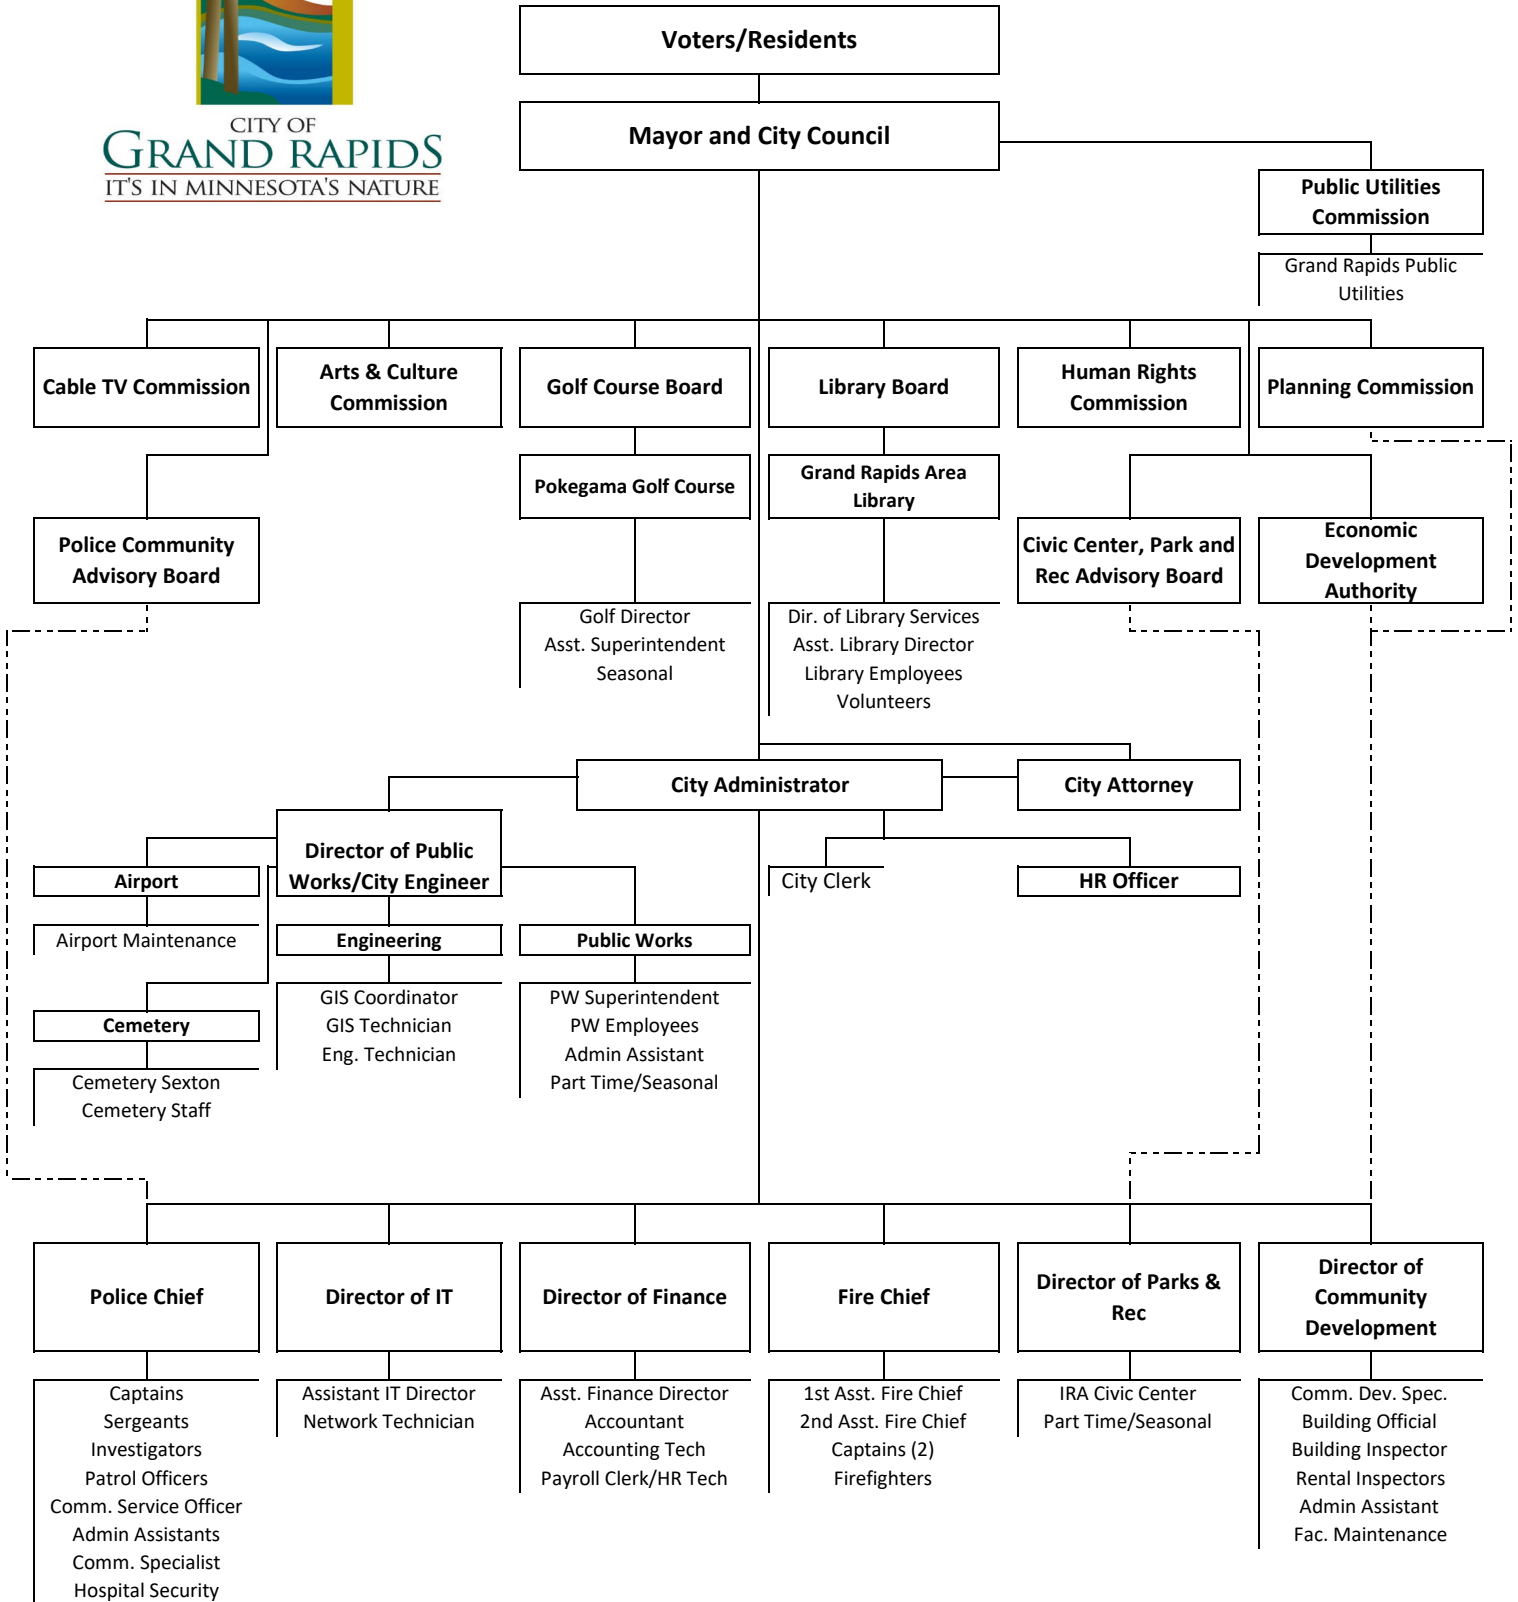 CITY OF
GRAND RAPIDS
IT'S IN MINNESOTA'S NATURE
Voters/Residents
Mayor and City Council
Public Utilities
Commission
Grand Rapids Public
Utilities
Cable TV Commission
Arts & Culture
Commission
Golf Course Board
Library Board
Human Rights
Commission
Planning Commission
Pokegama Golf Course
Grand Rapids Area
Library
Police Community
Advisory Board
Civic Center, Park and
Rec Advisory Board
Economic
Development
Authority
Golf Director
Asst. Superintendent
Seasonal
Dir. of Library Services
Asst. Library Director
Library Employees
Volunteers
City Administrator
City Attorney
Director of Public
Works/City Engineer
Airport
City Clerk
HR Officer
Airport Maintenance
Engineering
Public Works
GIS Coordinator
GIS Technician
Eng. Technician
PW Superintendent
PW Employees
Admin Assistant
Part Time/Seasonal
Cemetery
Cemetery Sexton
Cemetery Staff
Police Chief
Director of IT
Director of Finance
Fire Chief
Director of Parks &
Rec
Director of
Community
Development
Captains
Sergeants
Investigators
Patrol Officers
Comm. Service Officer
Admin Assistants
Comm. Specialist
Hospital Security
Assistant IT Director
Network Technician
Asst. Finance Director
Accountant
Accounting Tech
Payroll Clerk/HR Tech
1st Asst. Fire Chief
2nd Asst. Fire Chief
Captains (2)
Firefighters
IRA Civic Center
Part Time/Seasonal
Comm. Dev. Spec.
Building Official
Building Inspector
Rental Inspectors
Admin Assistant
Fac. Maintenance